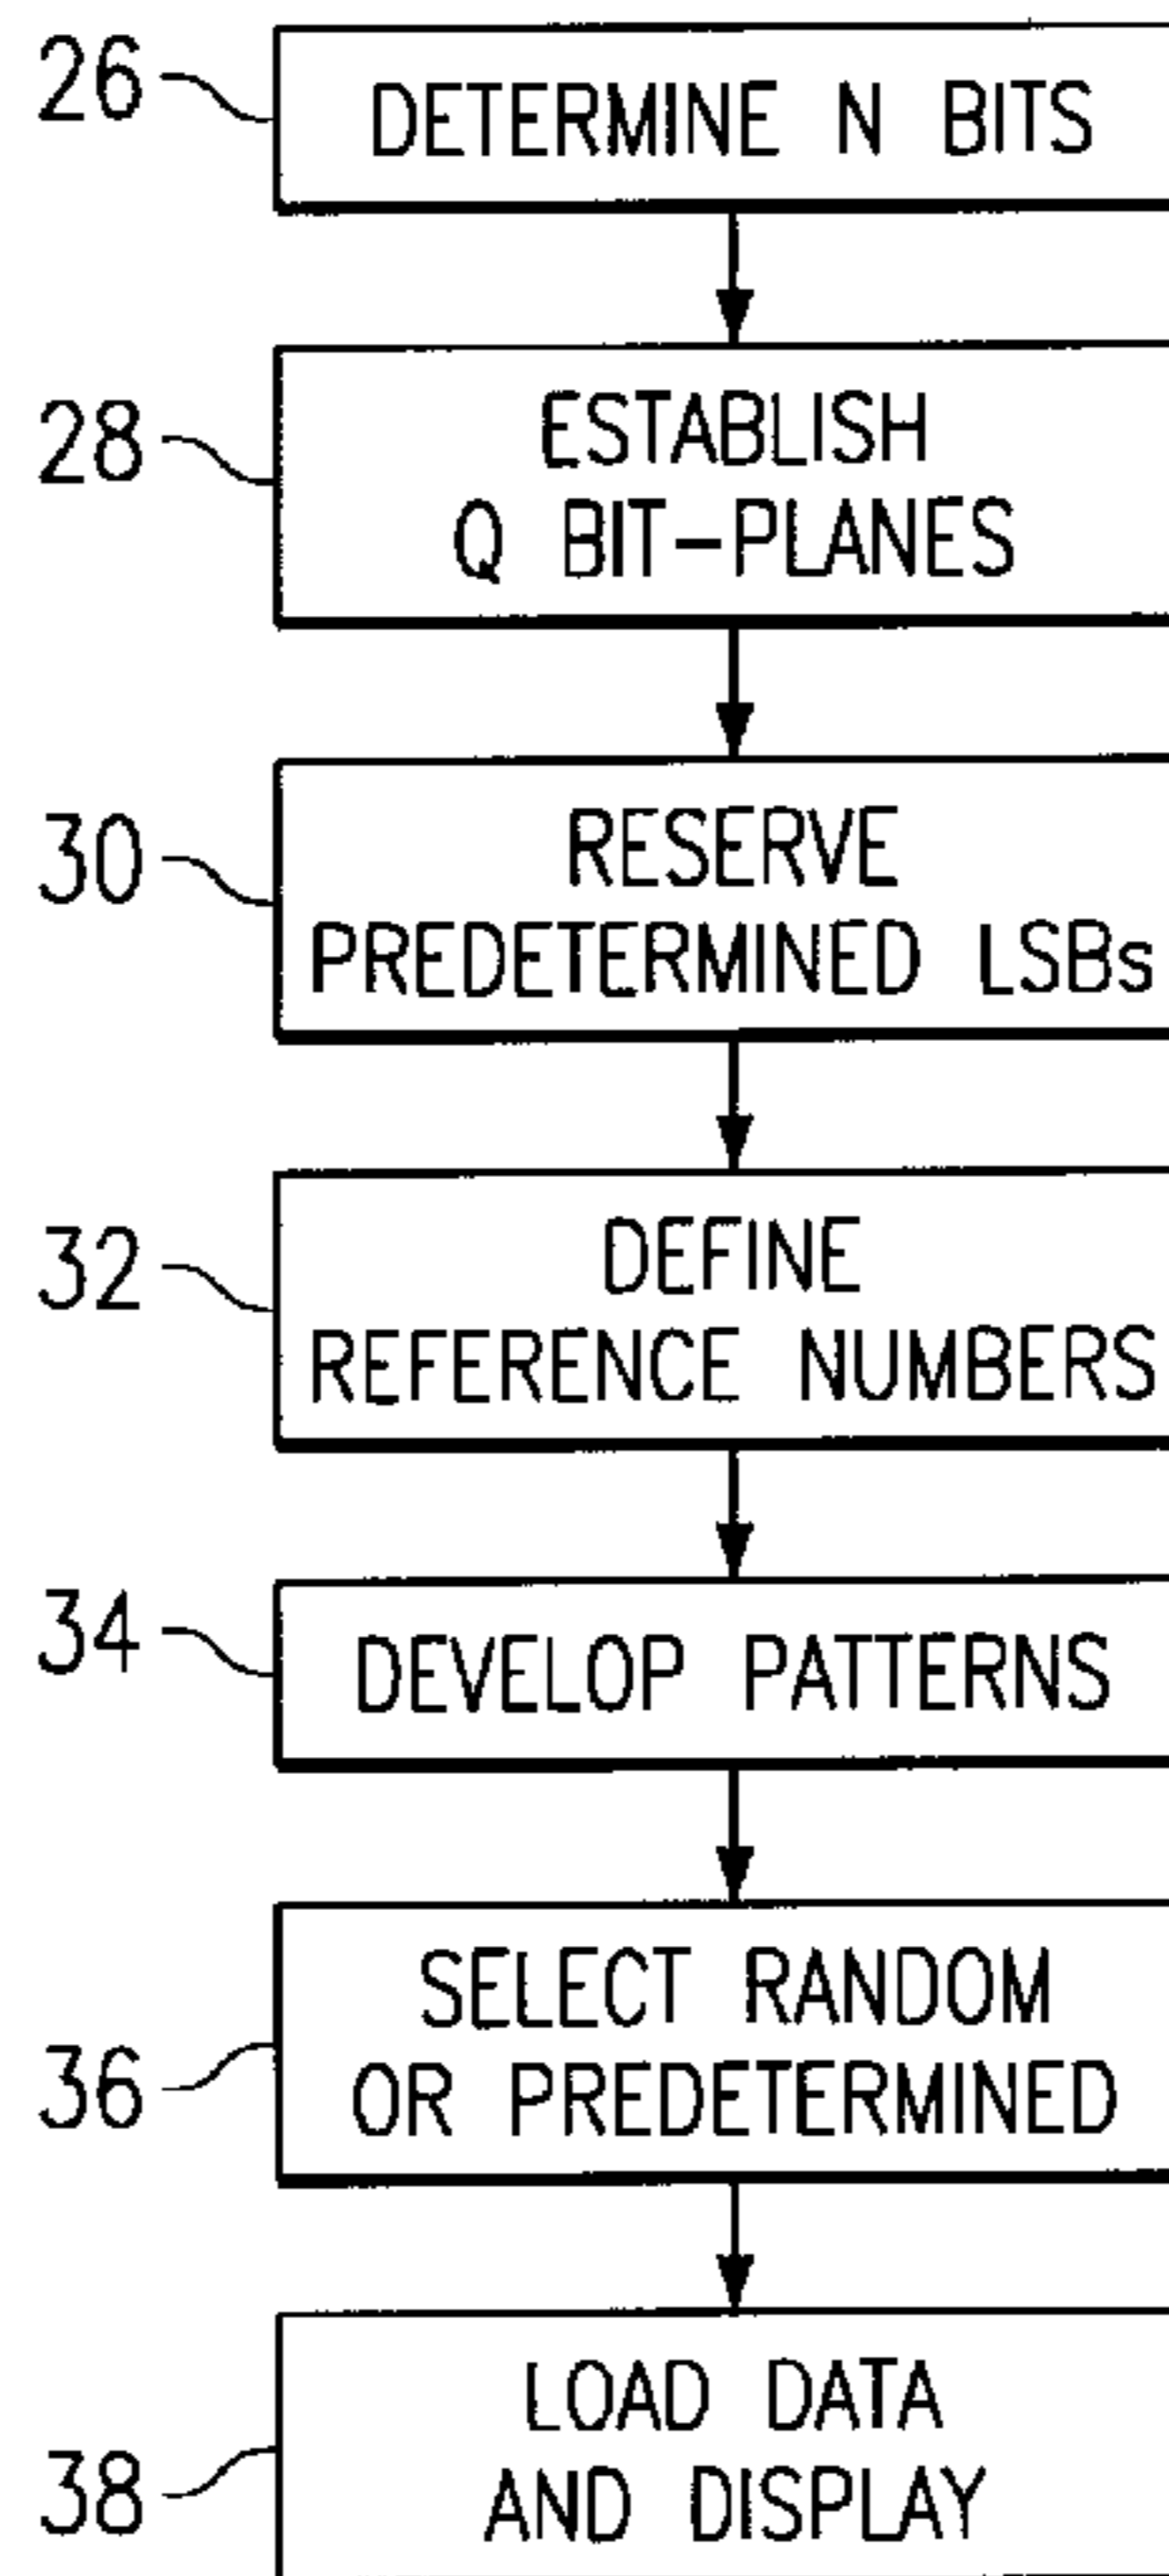 26
DETERMINE N BITS
28
ESTABLISH
Q BIT-PLANES
30
RESERVE
PREDETERMINED LSBs
32
DEFINE
REFERENCE NUMBERS
34
DEVELOP PATTERNS
36
SELECT RANDOM
OR PREDETERMINED
38
LOAD DATA
AND DISPLAY